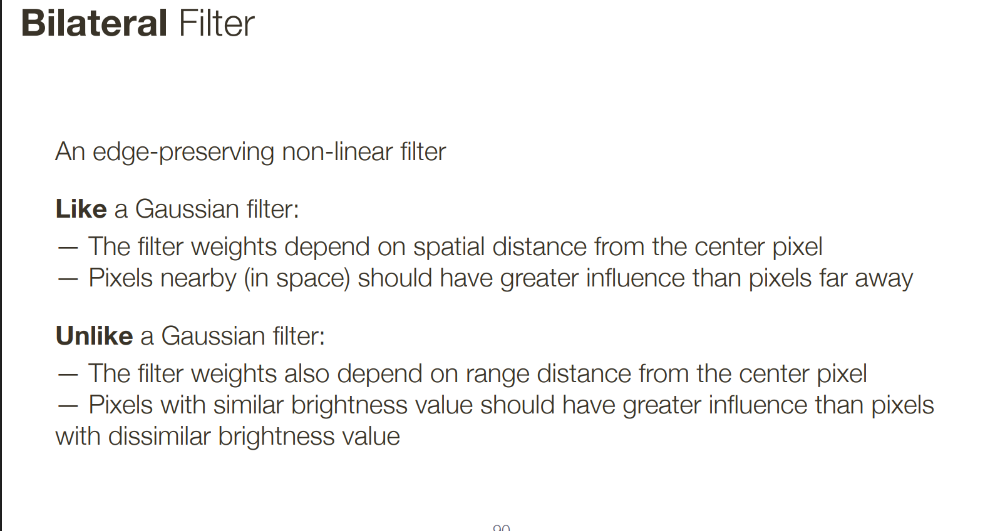 Bilateral Filter
An edge-preserving non-linear filter
Like a Gaussian filter:
— The filter weights depend on spatial distance from the center pixel
— Pixels nearby (in space) should have greater influence than pixels far away
Unlike a Gaussian filter:
— The filter weights also depend on range distance from the center pixel
— Pixels with similar brightness value should have greater influence than pixels
with dissimilar brightness value
90